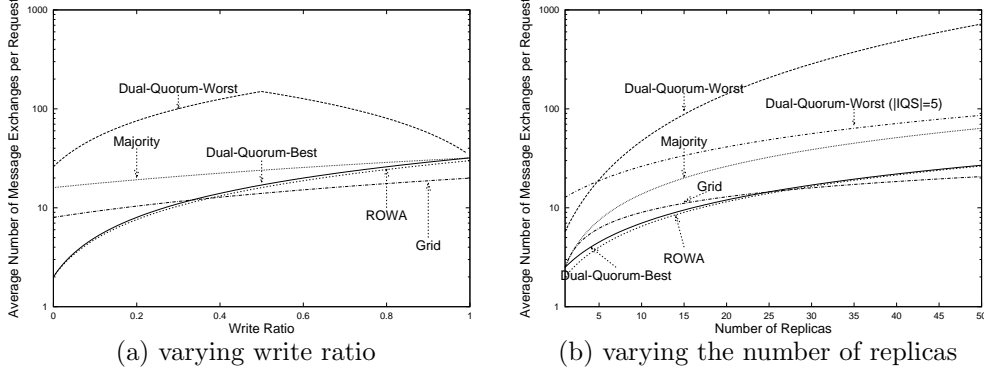 Average Number of Message Exchanges per Request
1000
100
10
1
0
0.2
0.4
0.6
0.8
1
Write Ratio
Dual-Quorum-Worst
Majority
Dual-Quorum-Best
ROWA
Grid
(a) varying write ratio
Average Number of Message Exchanges per Request
1000
100
10
1
5
10
15
20
25
30
35
40
45
50
Number of Replicas
Dual-Quorum-Worst
Dual-Quorum-Worst (|IQS|=5)
Majority
Grid
ROWA
Dual-Quorum-Best
(b) varying the number of replicas